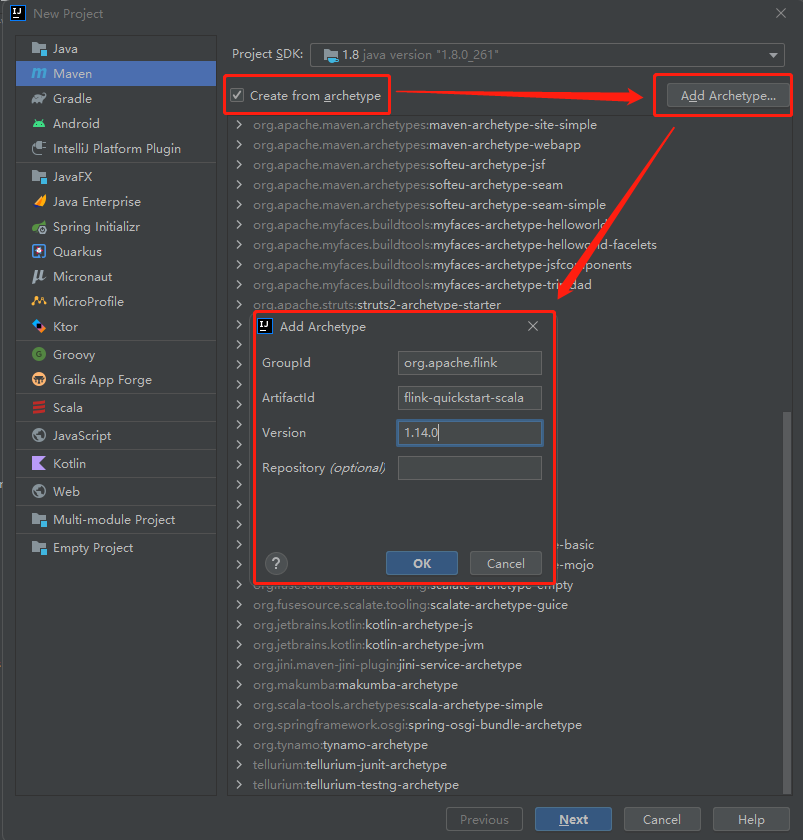 New Project
Java
Maven
Gradle
Android
IntelliJ Platform Plugin
JavaFX
Java Enterprise
Spring Initializr
Quarkus
Micronaut
MicroProfile
Ktor
Groovy
Grails App Forge
Scala
JavaScript
Kotlin
Web
Multi-module Project
Empty Project
Project SDK: 1.8 java version "1.8.0_261"
Create from archetype
Add Archetype...
org.apache.maven.archetypes:maven-archetype-site-simple
org.apache.maven.archetypes:maven-archetype-webapp
org.apache.maven.archetypes:softeu-archetype-jsf
org.apache.maven.archetypes:softeu-archetype-seam
org.apache.maven.archetypes:softeu-archetype-seam-simple
org.apache.myfaces.buildtools:myfaces-archetype-helloworld
org.apache.myfaces.buildtools:myfaces-archetype-helloworld-facelets
org.apache.myfaces.buildtools:myfaces-archetype-jsfcomponents
org.apache.myfaces.buildtools:myfaces-archetype-trinidad
org.apache.struts:struts2-archetype-starter
Add Archetype
GroupId org.apache.flink
ArtifactId flink-quickstart-scala
Version 1.14.0
Repository (optional)
? OK Cancel
-basic
-mojo
org.fusesource.scalate.tooling:scalate-archetype-empty
org.fusesource.scalate.tooling:scalate-archetype-guice
org.jetbrains.kotlin:kotlin-archetype-js
org.jetbrains.kotlin:kotlin-archetype-jvm
org.jini.maven-jini-plugin:jini-service-archetype
org.makumba:makumba-archetype
org.scala-tools.archetypes:scala-archetype-simple
org.springframework.osgi:spring-osgi-bundle-archetype
org.tynamo:tynamo-archetype
tellurium:tellurium-junit-archetype
tellurium:tellurium-testng-archetype
Previous Next Cancel Help